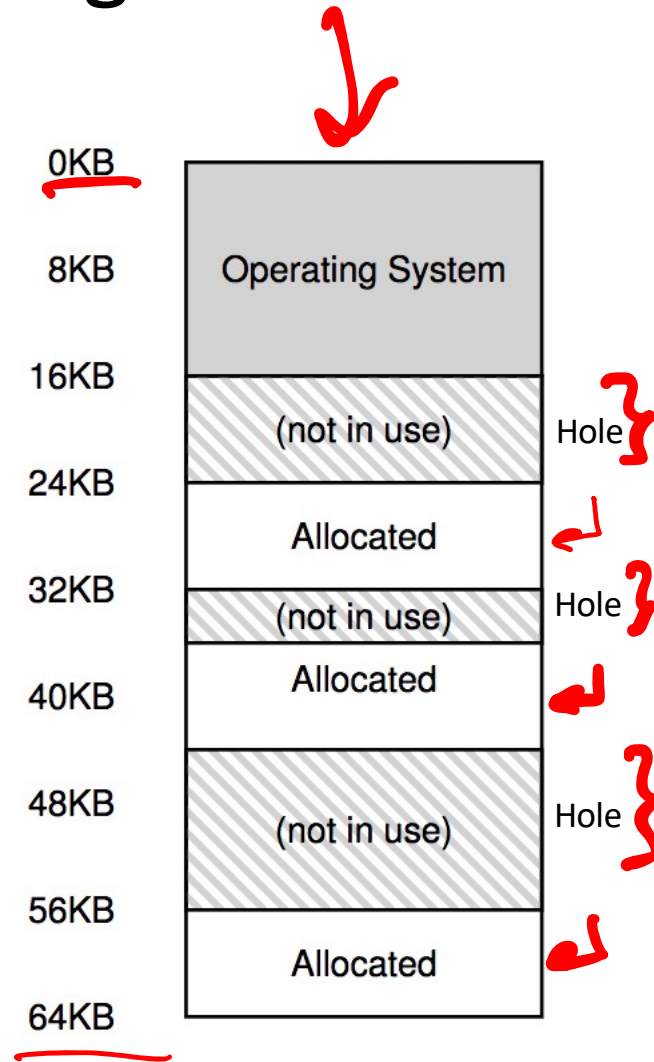 0KB
8KB Operating System
16KB
(not in use) Hole
24KB
Allocated
32KB
(not in use) Hole
Allocated
40KB
48KB
(not in use) Hole
56KB
Allocated
64KB